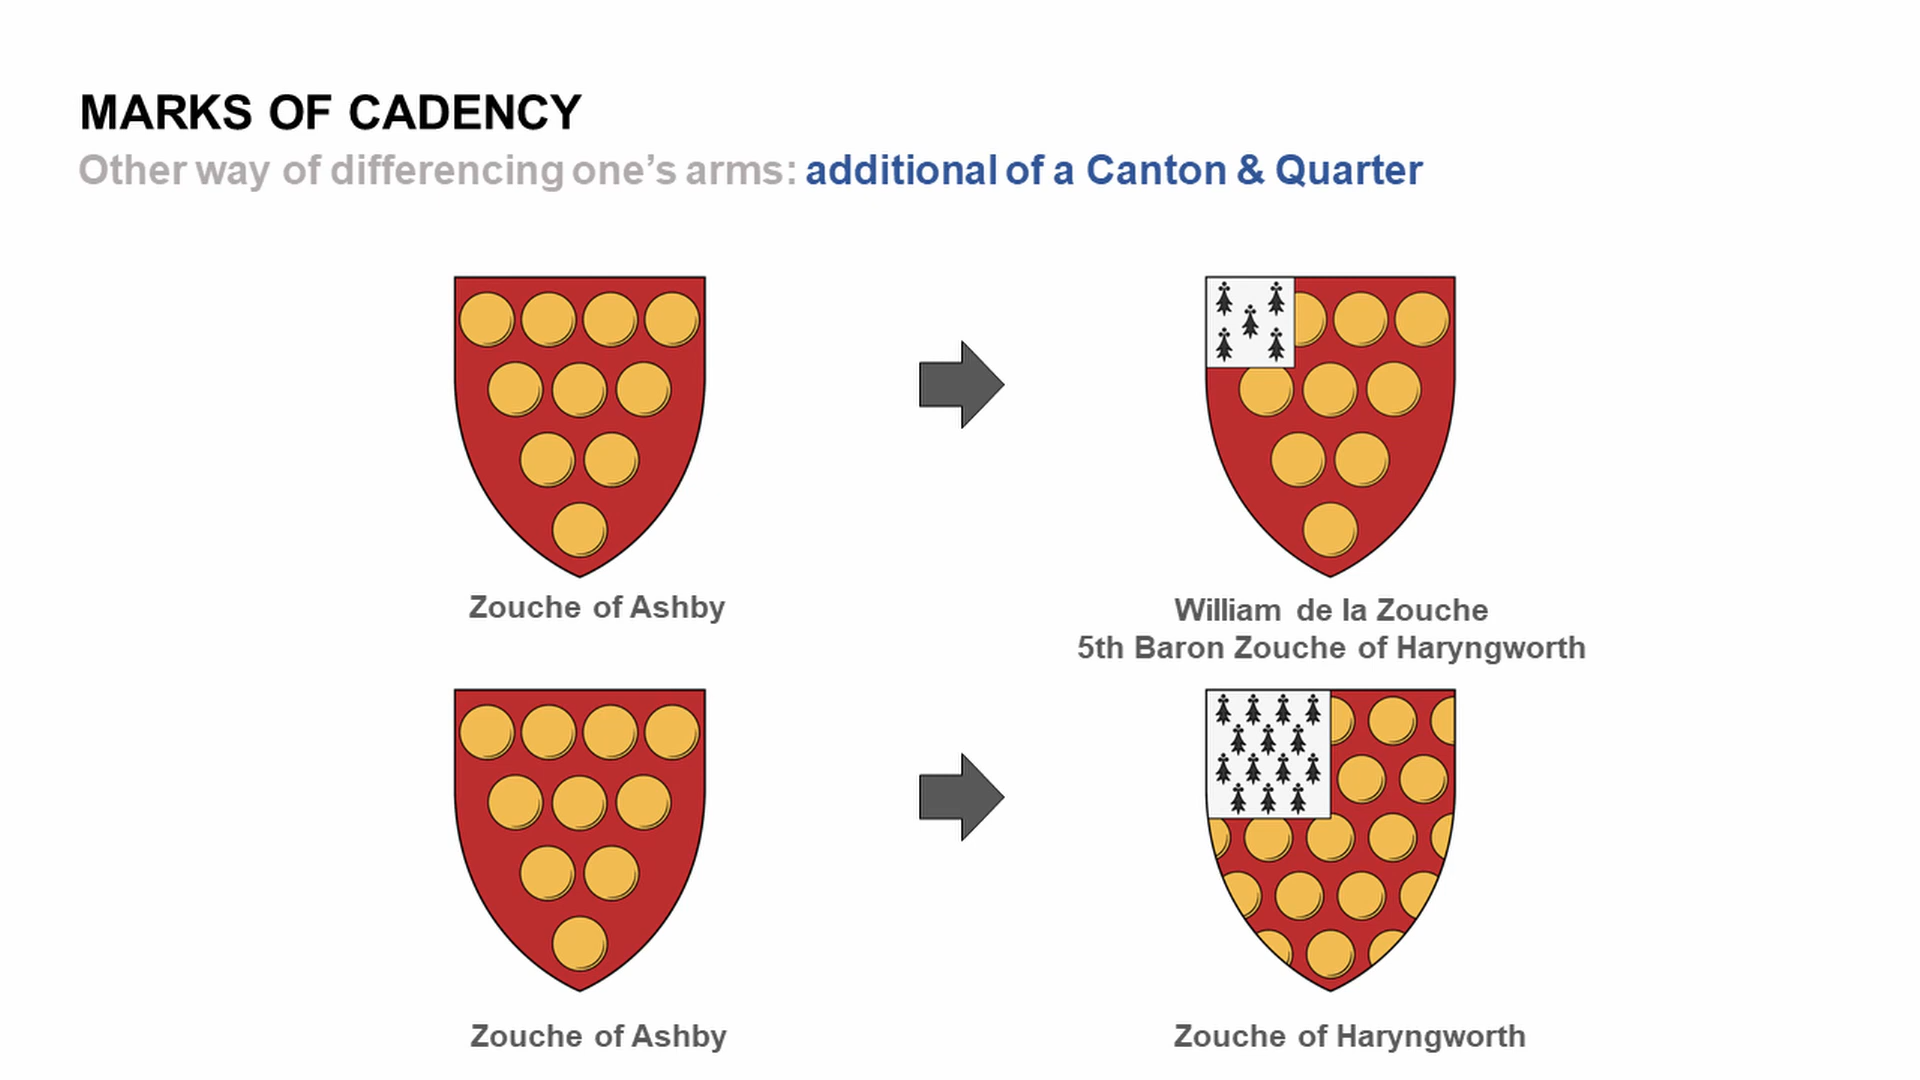 MARKS OF CADENCY
Other way of differencing one’s arms: additional of a Canton & Quarter
Zouche of Ashby
William de la Zouche
5th Baron Zouche of Haryngworth
Zouche of Ashby
Zouche of Haryngworth